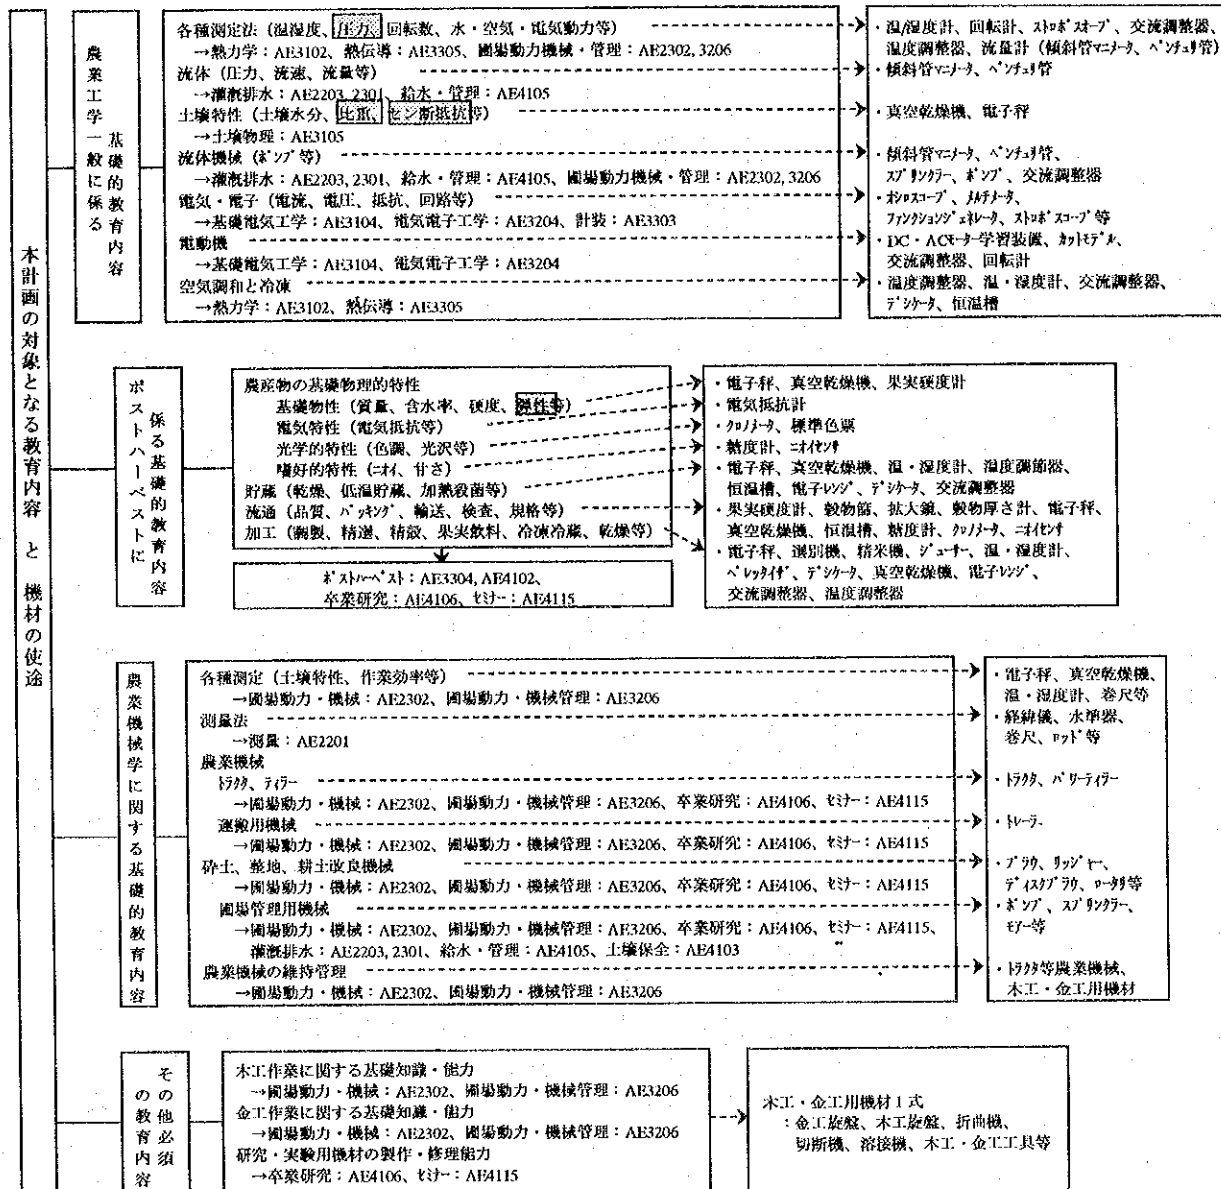 本計画の対象となる教育内容 と 機材の使途
農業工学一般に係る
基礎的教育内容
各種測定法（温湿度、圧力、回転数、水・空気・電気動力等）
→熱力学：AE3102、熱伝導：AE3305、圃場動力機械・管理：AE2302, 3206
流体（圧力、流速、流量等）
→灌漑排水：AE2203, 2301、給水・管理：AE4105
土壌特性（土壌水分、比重、セン断抵抗等）
→土壌物理：AE3105
流体機械（ﾎﾟﾝﾌﾟ等）
→灌漑排水：AE2203, 2301、給水・管理：AE4105、圃場動力機械・管理：AE2302, 3206
電気・電子（電流、電圧、抵抗、回路等）
→基礎電気工学：AE3104、電気電子工学：AE3204、計装：AE3303
電動機
→基礎電気工学：AE3104、電気電子工学：AE3204
空気調和と冷凍
→熱力学：AE3102、熱伝導：AE3305
・温/湿度計、回転計、ｽﾄﾛﾎﾞｽｺｰﾌﾟ、交流調整器、
温度調整器、流量計（傾斜管ﾏﾆﾒｰﾀ、ﾍﾞﾝﾁｭﾘ管）
・傾斜管ﾏﾆﾒｰﾀ、ﾍﾞﾝﾁｭﾘ管
・真空乾燥機、電子秤
・傾斜管ﾏﾆﾒｰﾀ、ﾍﾞﾝﾁｭﾘ管、
ｽﾌﾟﾘﾝｸﾗｰ、ﾎﾟﾝﾌﾟ、交流調整器
・ｵｼﾛｽｺｰﾌﾟ、ﾏﾙﾁﾒｰﾀ、
ﾌｧﾝｸｼｮﾝｼﾞｪﾈﾚｰﾀ、ｽﾄﾛﾎﾞｽｺｰﾌﾟ等
・DC・ACﾓｰﾀｰ学習装置、ｶｯﾄﾓﾃﾞﾙ、
交流調整器、回転計
・温度調整器、温・湿度計、交流調整器、
ﾃﾞｼｹｰﾀ、恒温槽
ポストハーベストに
係る基礎的教育内容
農産物の基礎物理的特性
基礎物性（質量、含水率、硬度、弾性等）
電気特性（電気抵抗等）
光学的特性（色調、光沢等）
嗜好的特性（ﾆｵｲ、甘さ）
貯蔵（乾燥、低温貯蔵、加熱殺菌等）
流通（品質、ﾊﾟｯｷﾝｸﾞ、輸送、検査、規格等）
加工（調製、精選、精穀、果実飲料、冷凍冷蔵、乾燥等）
ﾎﾟｽﾄﾊｰﾍﾞｽﾄ：AE3304, AE4102、
卒業研究：AE4106、ｾﾐﾅｰ：AE4115
・電子秤、真空乾燥機、果実硬度計
・電気抵抗計
・ｸﾛﾉﾒｰﾀ、標準色票
・糖度計、ﾆｵｲｾﾝｻ
・電子秤、真空乾燥機、温・湿度計、温度調節器、
恒温槽、電子ﾚﾝｼﾞ、ﾃﾞｼｹｰﾀ、交流調整器
・果実硬度計、穀物篩、拡大鏡、穀物厚さ計、電子秤、
真空乾燥機、恒温槽、糖度計、ｸﾛﾉﾒｰﾀ、ﾆｵｲｾﾝｻ
・電子秤、選別機、精米機、ジューサー、温・湿度計、
ﾍﾟﾚｯﾀｲｻﾞ、ﾃﾞｼｹｰﾀ、真空乾燥機、電子ﾚﾝｼﾞ、
交流調整器、温度調整器
農業機械学に関する基礎的教育内容
各種測定（土壌特性、作業効率等）
→圃場動力・機械：AE2302、圃場動力・機械管理：AE3206
測量法
→測量：AE2201
農業機械
ﾄﾗｸﾀ、ﾃｨﾗｰ
→圃場動力・機械：AE2302、圃場動力・機械管理：AE3206、卒業研究：AE4106、ｾﾐﾅｰ：AE4115
運搬用機械
→圃場動力・機械：AE2302、圃場動力・機械管理：AE3206、卒業研究：AE4106、ｾﾐﾅｰ：AE4115
砕土、整地、耕土改良機械
→圃場動力・機械：AE2302、圃場動力・機械管理：AE3206、卒業研究：AE4106、ｾﾐﾅｰ：AE4115
圃場管理用機械
→圃場動力・機械：AE2302、圃場動力・機械管理：AE3206、卒業研究：AE4106、ｾﾐﾅｰ：AE4115、
灌漑排水：AE2203, 2301、給水・管理：AE4105、土壌保全：AE4103
農業機械の維持管理
→圃場動力・機械：AE2302、圃場動力・機械管理：AE3206
・電子秤、真空乾燥機、
温・湿度計、巻尺等
・経緯儀、水準器、
巻尺、ﾛｯﾄﾞ等
・ﾄﾗｸﾀ、ﾊﾟﾜｰﾃｨﾗｰ
・ﾄﾚｰﾗ
・ﾌﾟﾗｳ、ﾘｯｼﾞｬｰ、
ﾃﾞｨｽｸﾌﾟﾗｳ、ﾛｰﾀﾘ等
・ﾎﾟﾝﾌﾟ、ｽﾌﾟﾘﾝｸﾗｰ、
ﾓｱｰ等
・ﾄﾗｸﾀ等農業機械、
木工・金工用機材
その他必須
の教育内容
木工作業に関する基礎知識・能力
→圃場動力・機械：AE2302、圃場動力・機械管理：AE3206
金工作業に関する基礎知識・能力
→圃場動力・機械：AE2302、圃場動力・機械管理：AE3206
研究・実験用機材の製作・修理能力
→卒業研究：AE4106、ｾﾐﾅｰ：AE4115
木工・金工用機材１式
：金工旋盤、木工旋盤、折曲機、
切断機、溶接機、木工・金工工具等